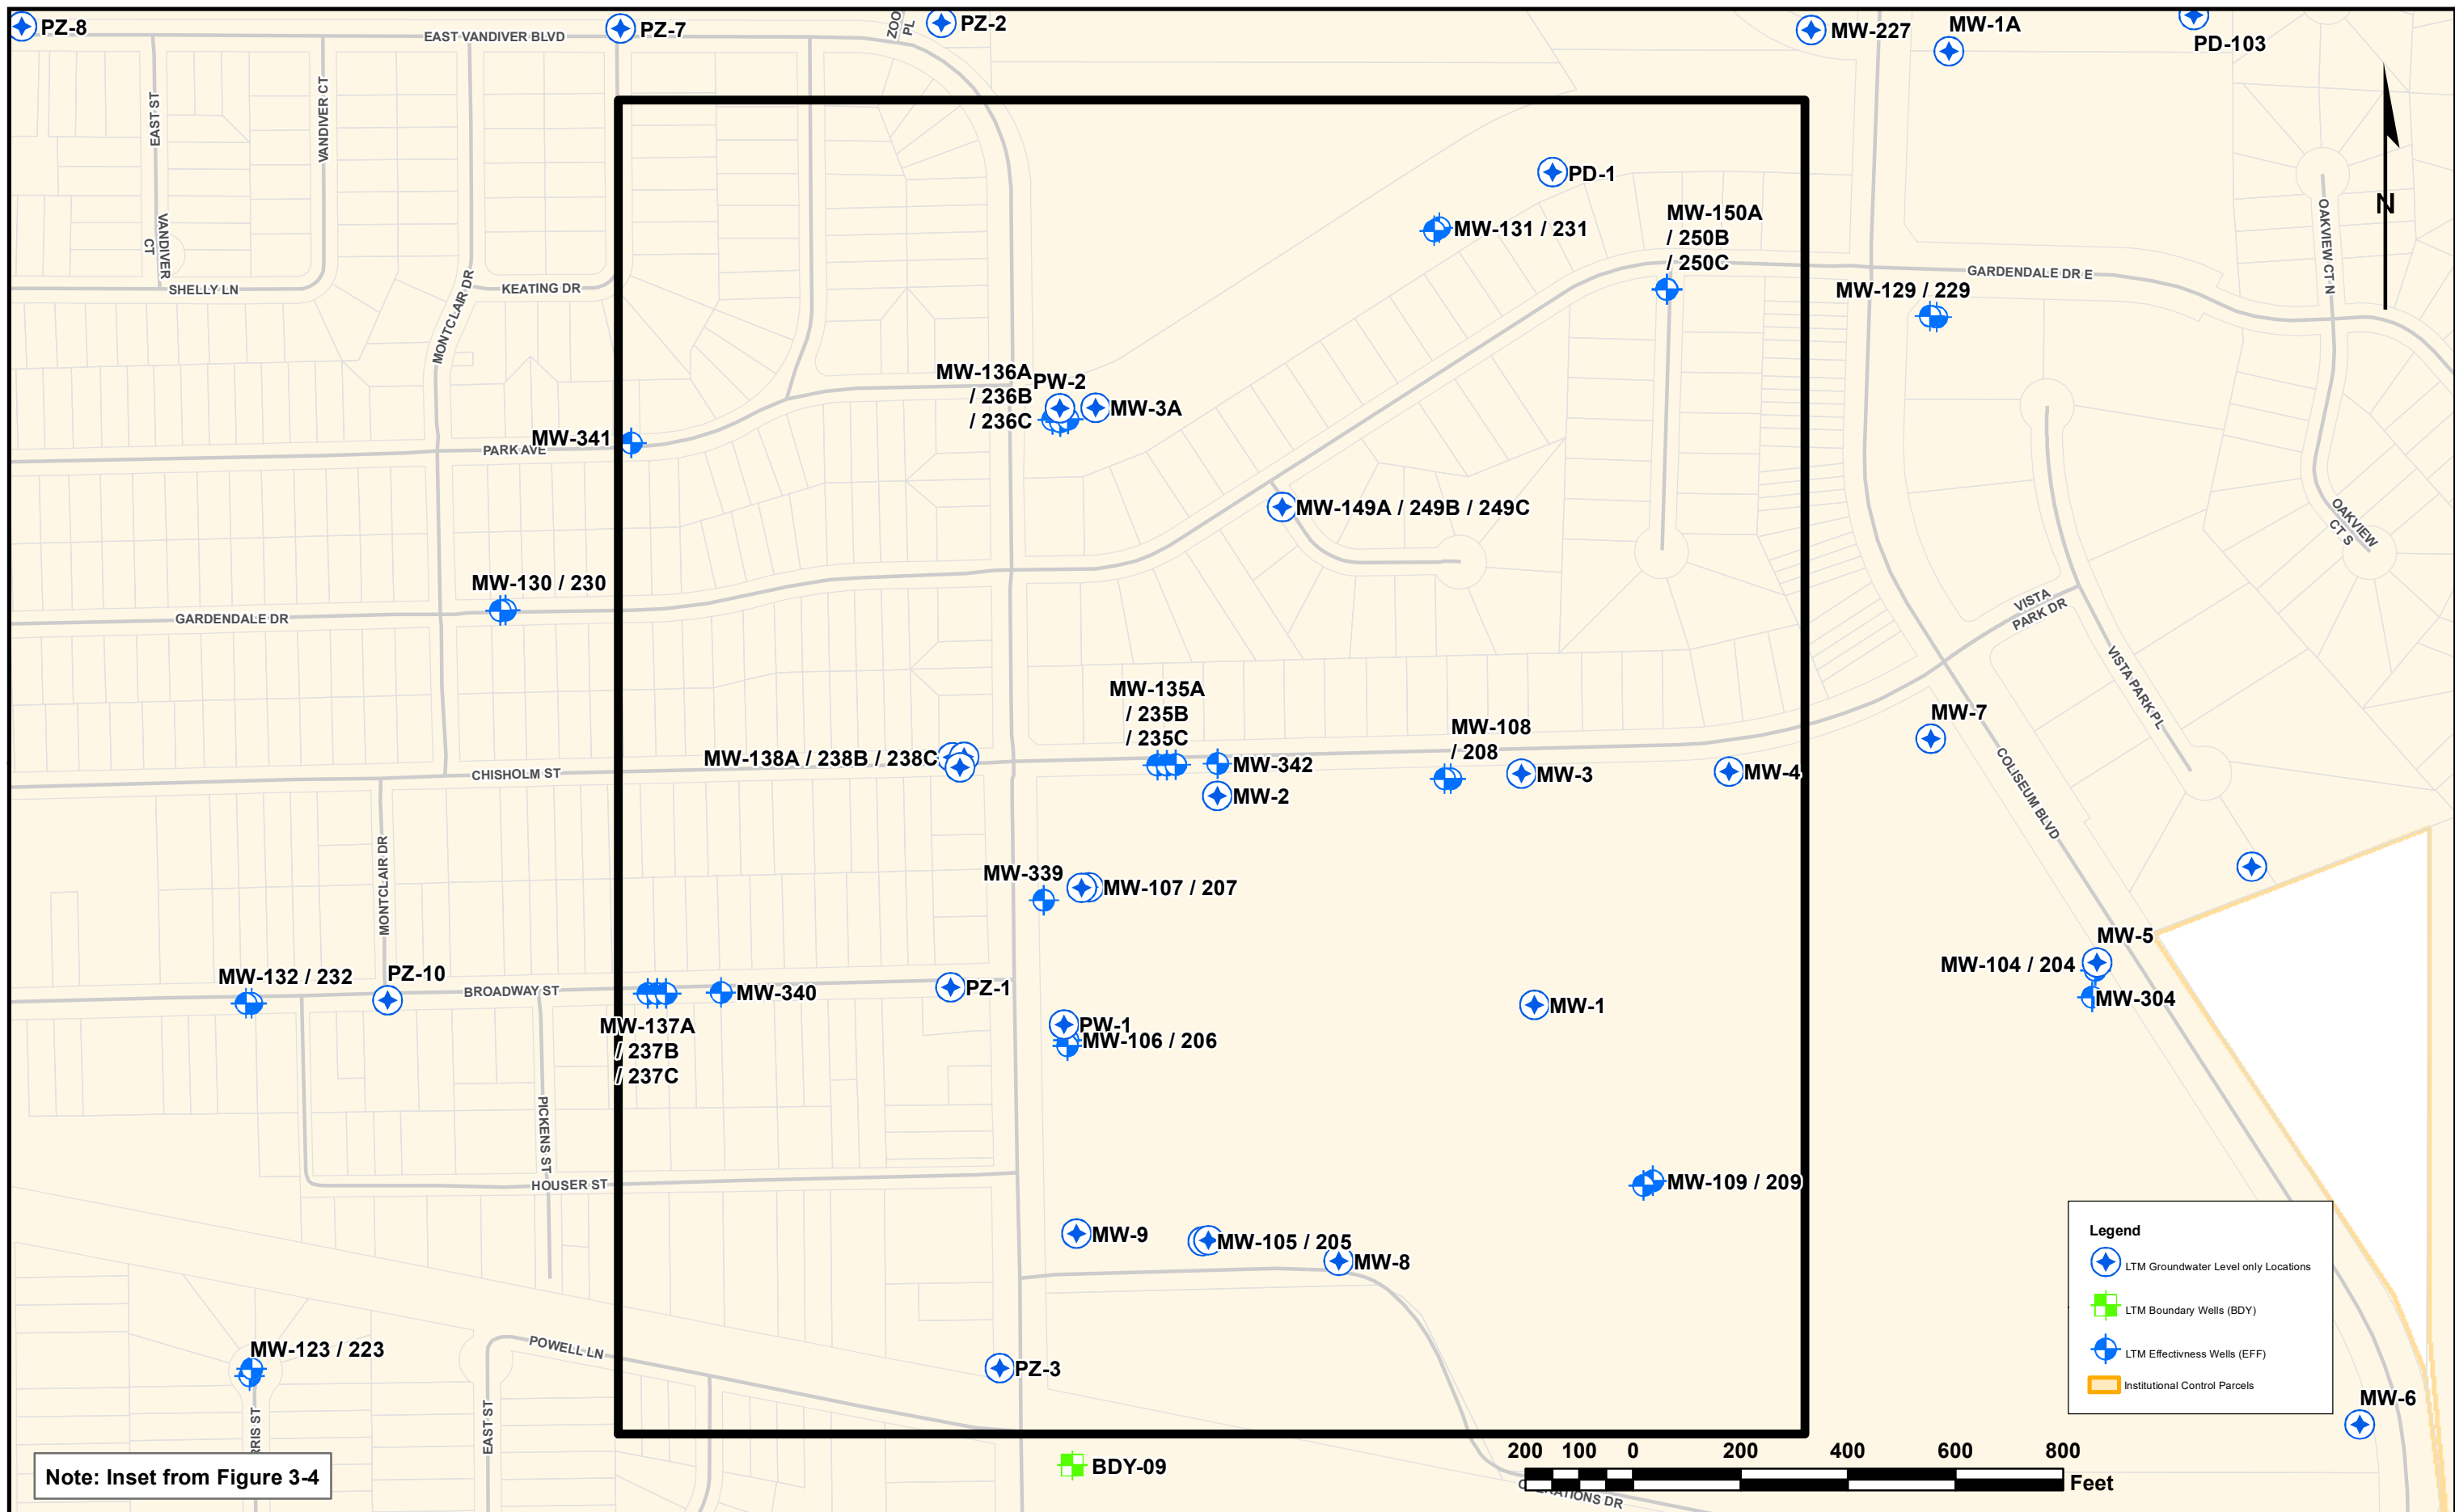 PZ-8
EAST VANDIVER BLVD
PZ-7
ZOO
PL
PZ-2
MW-227
MW-1A
PD-103
EAST ST
VANDIVER CT
VANDIVER
CT
MONTCLAIR DR
SHELLY LN
KEATING DR
PD-1
MW-131 / 231
MW-150A
/ 250B
/ 250C
N
OAKVIEW CT N
GARDENDALE DR E
MW-129 / 229
MW-136A
/ 236B
/ 236C
PW-2
MW-3A
MW-341
PARK AVE
MW-149A / 249B / 249C
OAKVIEW
CT S
MW-130 / 230
GARDENDALE DR
VISTA
PARK DR
VISTA PARK PL
MW-135A
/ 235B
/ 235C
MW-108
/ 208
MW-7
MW-138A / 238B / 238C
MW-342
MW-3
MW-4
CHISHOLM ST
MW-2
COLISEUM BLVD
MONTCLAIR DR
MW-339
MW-107 / 207
MW-5
MW-104 / 204
MW-304
MW-132 / 232
PZ-10
BROADWAY ST
MW-340
PZ-1
MW-137A
/ 237B
/ 237C
MW-1
PW-1
MW-106 / 206
PICKENS ST
HOUSER ST
MW-109 / 209
MW-9
MW-105 / 205
MW-8
Legend
LTM Groundwater Level only Locations
LTM Boundary Wells (BDY)
LTM Effectivness Wells (EFF)
Institutional Control Parcels
MW-123 / 223
POWELL LN
PZ-3
MW-6
RRIS ST
EAST ST
Note: Inset from Figure 3-4
BDY-09
200 100 0 200 400 600 800
Feet